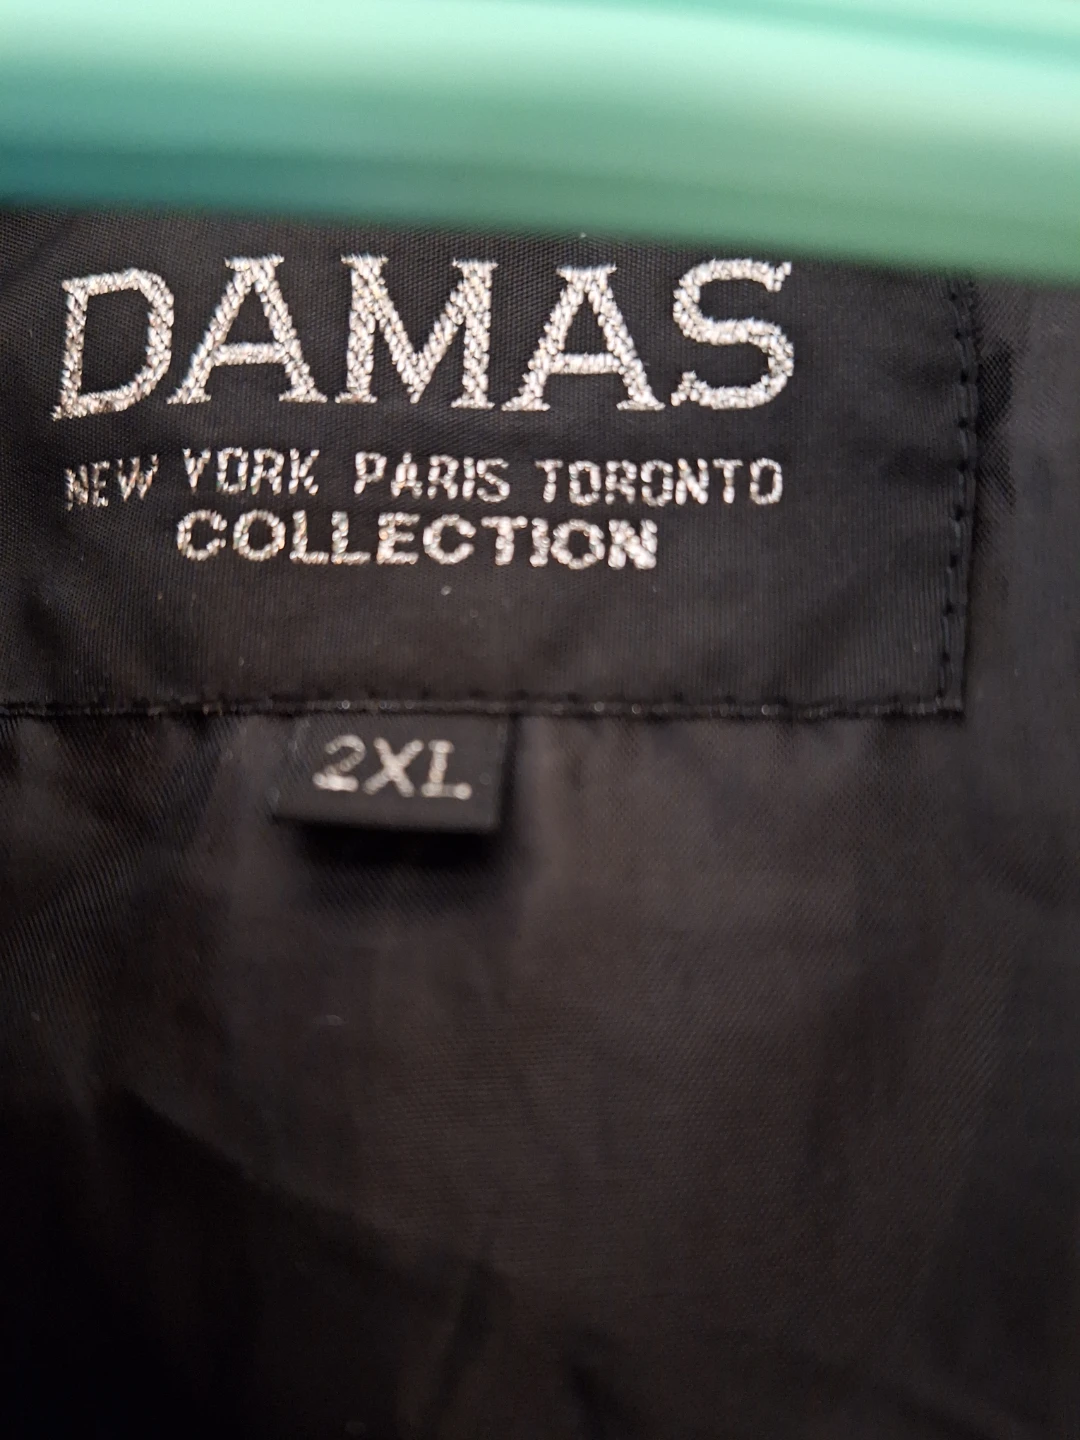 DAMAS
NEW YORK PARIS TORONTO
COLLECTION
2XL